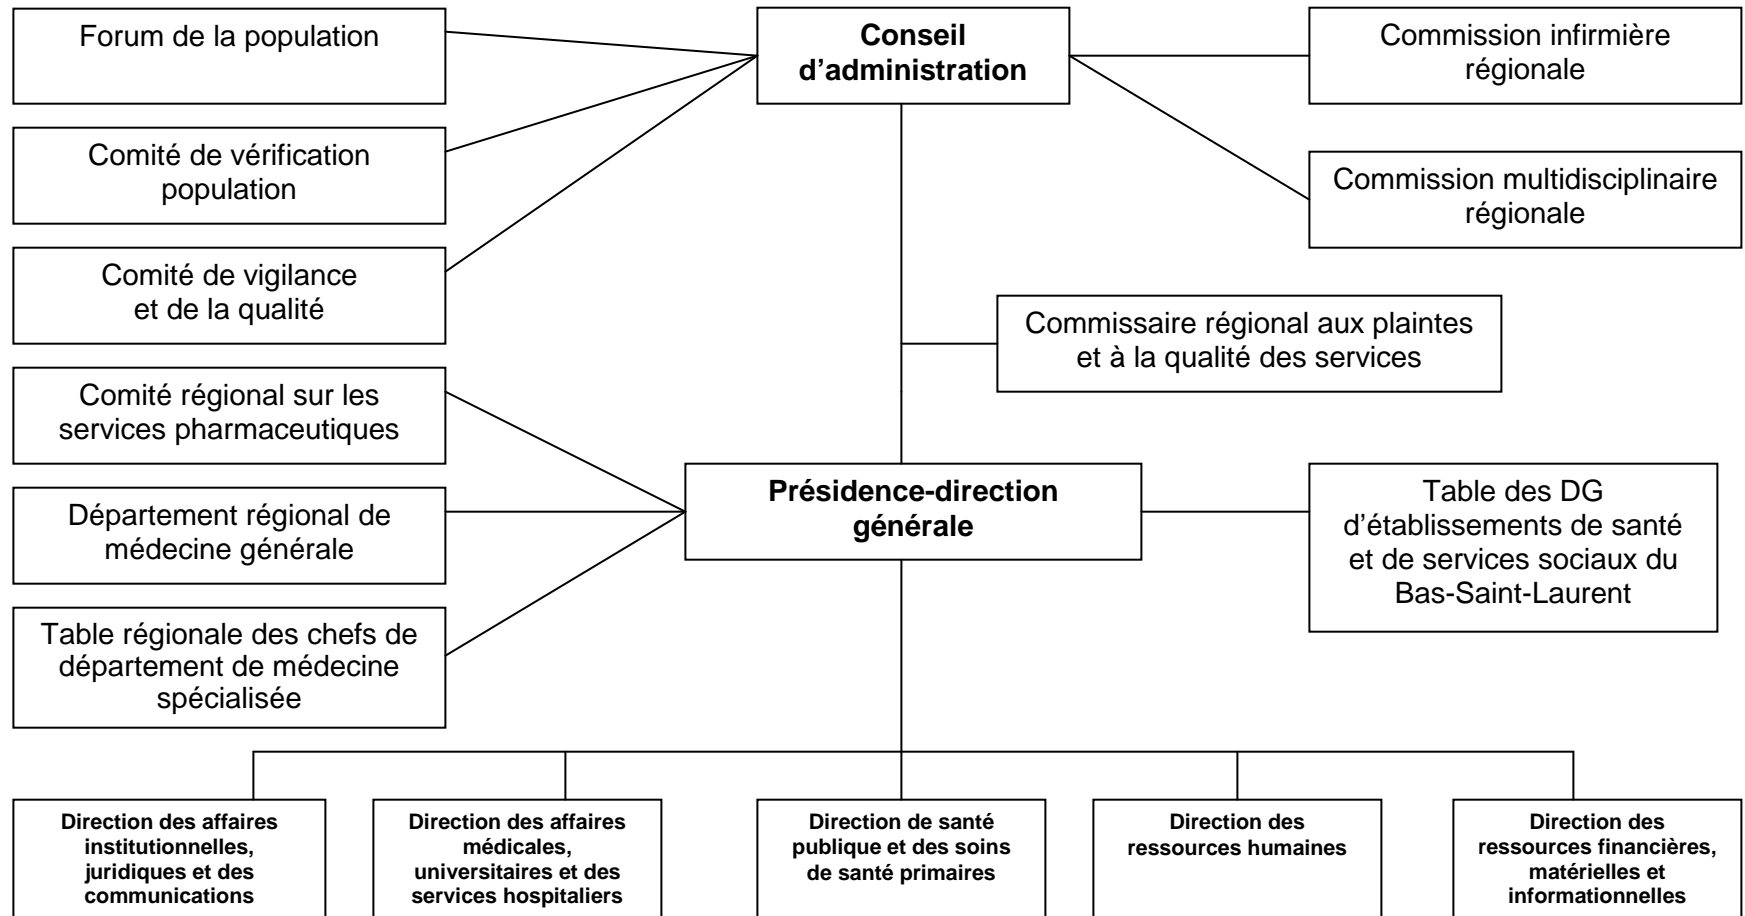 Forum de la population
Conseil
d’administration
Commission infirmière
régionale
Comité de vérification
population
Commission multidisciplinaire
régionale
Comité de vigilance
et de la qualité
Commissaire régional aux plaintes
et à la qualité des services
Comité régional sur les
services pharmaceutiques
Présidence-direction
générale
Table des DG
d’établissements de santé
et de services sociaux du
Bas-Saint-Laurent
Département régional de
médecine générale
Table régionale des chefs de
département de médecine
spécialisée
Direction des affaires
institutionnelles,
juridiques et des
communications
Direction des affaires
médicales,
universitaires et des
services hospitaliers
Direction de santé
publique et des soins
de santé primaires
Direction des
ressources humaines
Direction des
ressources financières,
matérielles et
informationnelles